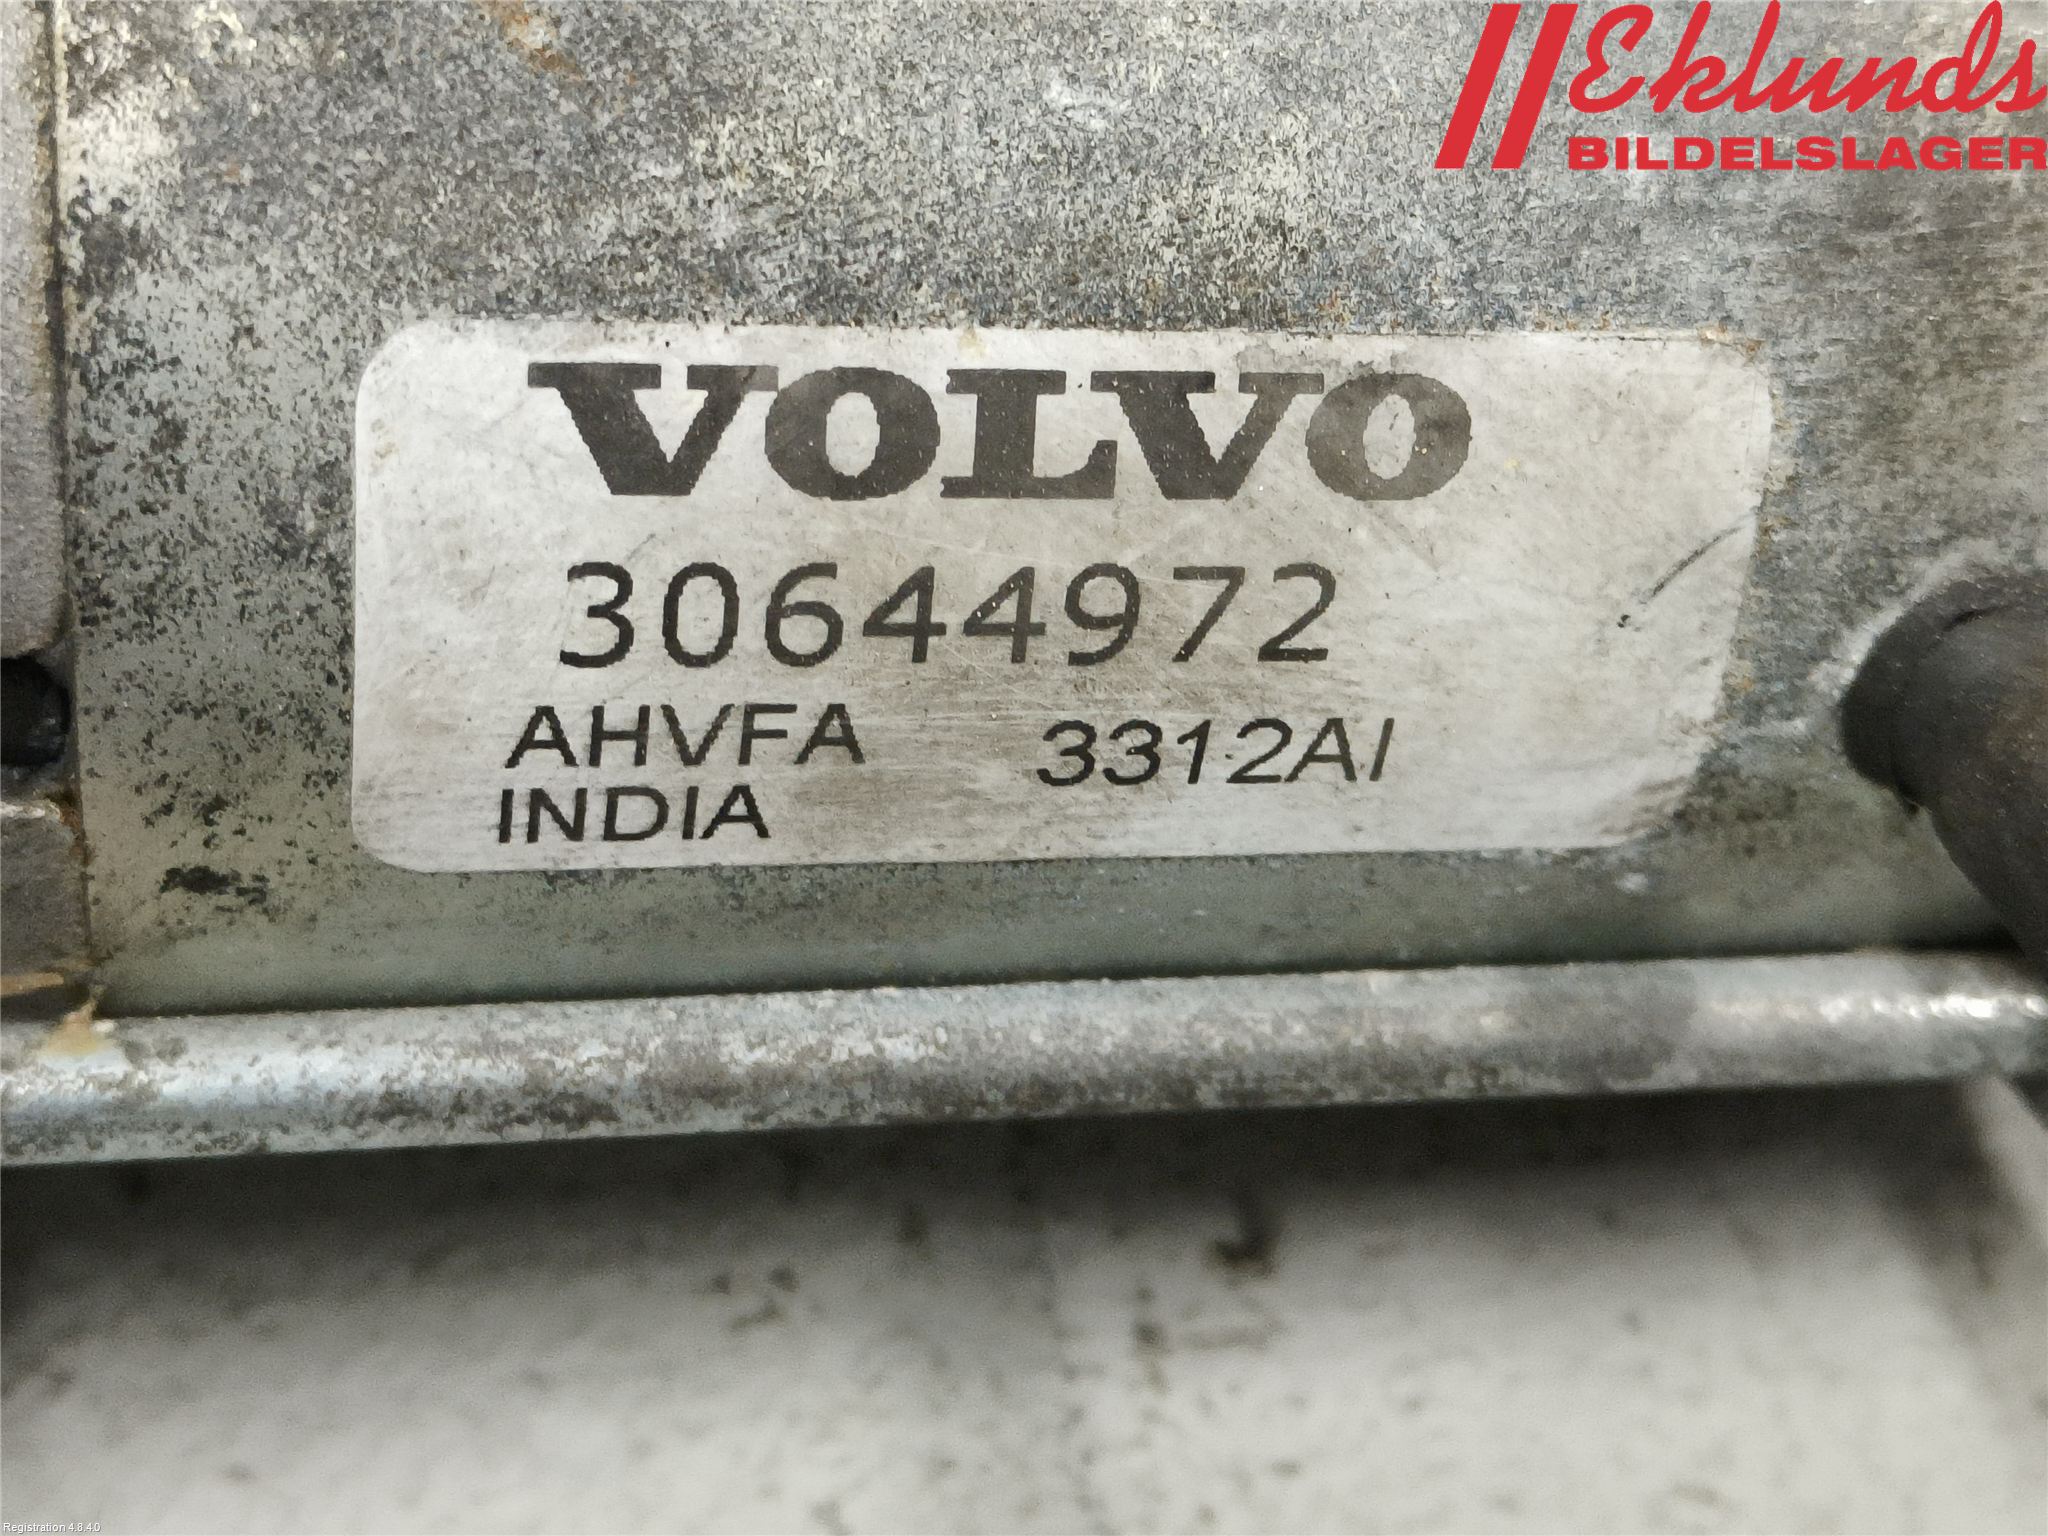 Eklunds
BILDELSLAGER
VOLVO
30644972
AHVFA 3312AI
INDIA
Registration 4.8.4.0